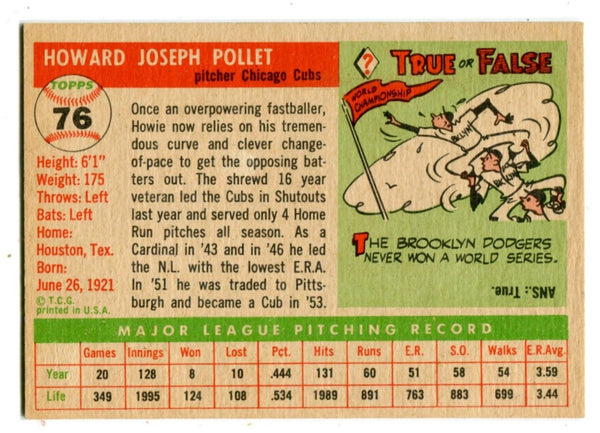 HOWARD JOSEPH POLLET
pitcher Chicago Cubs
TOPPS
76
Height: 6'1"
Weight: 175
Throws: Left
Bats: Left
Home:
Houston, Tex.
Born:
June 26, 1921
© T.C.G.
printed in U.S.A.
Once an overpowering fastballer,
Howie now relies on his tremen-
dous curve and clever change-
of-pace to get the opposing bat-
ters out. The shrewd 16 year
veteran led the Cubs in Shutouts
last year and served only 4 Home
Run pitches all season. As a
Cardinal in '43 and in '46 he led
the N.L. with the lowest E.R.A.
In '51 he was traded to Pitts-
burgh and became a Cub in '53.
? TRUE OR FALSE
WORLD CHAMPIONSHIP
BKLYN
BKLYN
THE BROOKLYN DODGERS
NEVER WON A WORLD SERIES.
ANS.: True.
MAJOR LEAGUE PITCHING RECORD
Games Innings Won Lost Pct. Hits Runs E.R. S.O. Walks E.R.Avg.
Year 20 128 8 10 .444 131 60 51 58 54 3.59
Life 349 1995 124 108 .534 1989 891 763 883 699 3.44